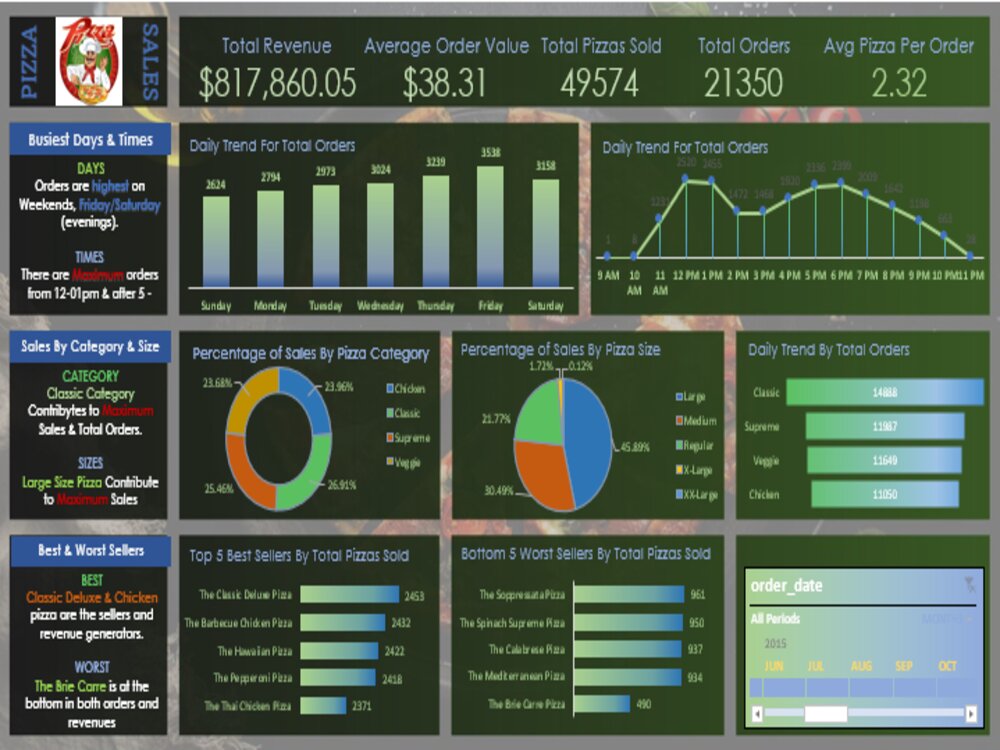 PIZZA
Pizza
SALES
Total Revenue
$817,860.05
Average Order Value
$38.31
Total Pizzas Sold
49574
Total Orders
21350
Avg Pizza Per Order
2.32
Busiest Days & Times
DAYS
Orders are highest on
Weekends, Friday/Saturday
(evenings).
TIMES
There are Maximum orders
from 12-01pm & after 5 -
Daily Trend For Total Orders
2624
2794
2973
3024
3239
3538
3158
Sunday
Monday
Tuesday
Wednesday
Thursday
Friday
Saturday
Daily Trend For Total Orders
1
8
1231
2520
2455
1472
1468
1920
2336
2399
2009
1642
1198
663
28
9 AM
10 AM
11 AM
12 PM
1 PM
2 PM
3 PM
4 PM
5 PM
6 PM
7 PM
8 PM
9 PM
10 PM
11 PM
Sales By Category & Size
CATEGORY
Classic Category
Contribytes to Maximum
Sales & Total Orders.
SIZES
Large Size Pizza Contribute
to Maximum Sales
Percentage of Sales By Pizza Category
23.68%
23.96%
25.46%
26.91%
Chicken
Classic
Supreme
Veggie
Percentage of Sales By Pizza Size
1.72%
0.12%
21.77%
45.89%
30.49%
Large
Medium
Regular
X-Large
XX-Large
Daily Trend By Total Orders
Classic 14888
Supreme 11987
Veggie 11649
Chicken 11050
Best & Worst Sellers
BEST
Classic Deluxe & Chicken
pizza are the sellers and
revenue generators.
WORST
The Brie Carre is at the
bottom in both orders and
revenues
Top 5 Best Sellers By Total Pizzas Sold
The Classic Deluxe Pizza 2453
The Barbecue Chicken Pizza 2432
The Hawaiian Pizza 2422
The Pepperoni Pizza 2418
The Thai Chicken Pizza 2371
Bottom 5 Worst Sellers By Total Pizzas Sold
The Soppressata Pizza 961
The Spinach Supreme Pizza 950
The Calabrese Pizza 937
The Mediterranean Pizza 934
The Brie Carre Pizza 490
order_date
All Periods
MONTHS
2015
JUN JUL AUG SEP OCT